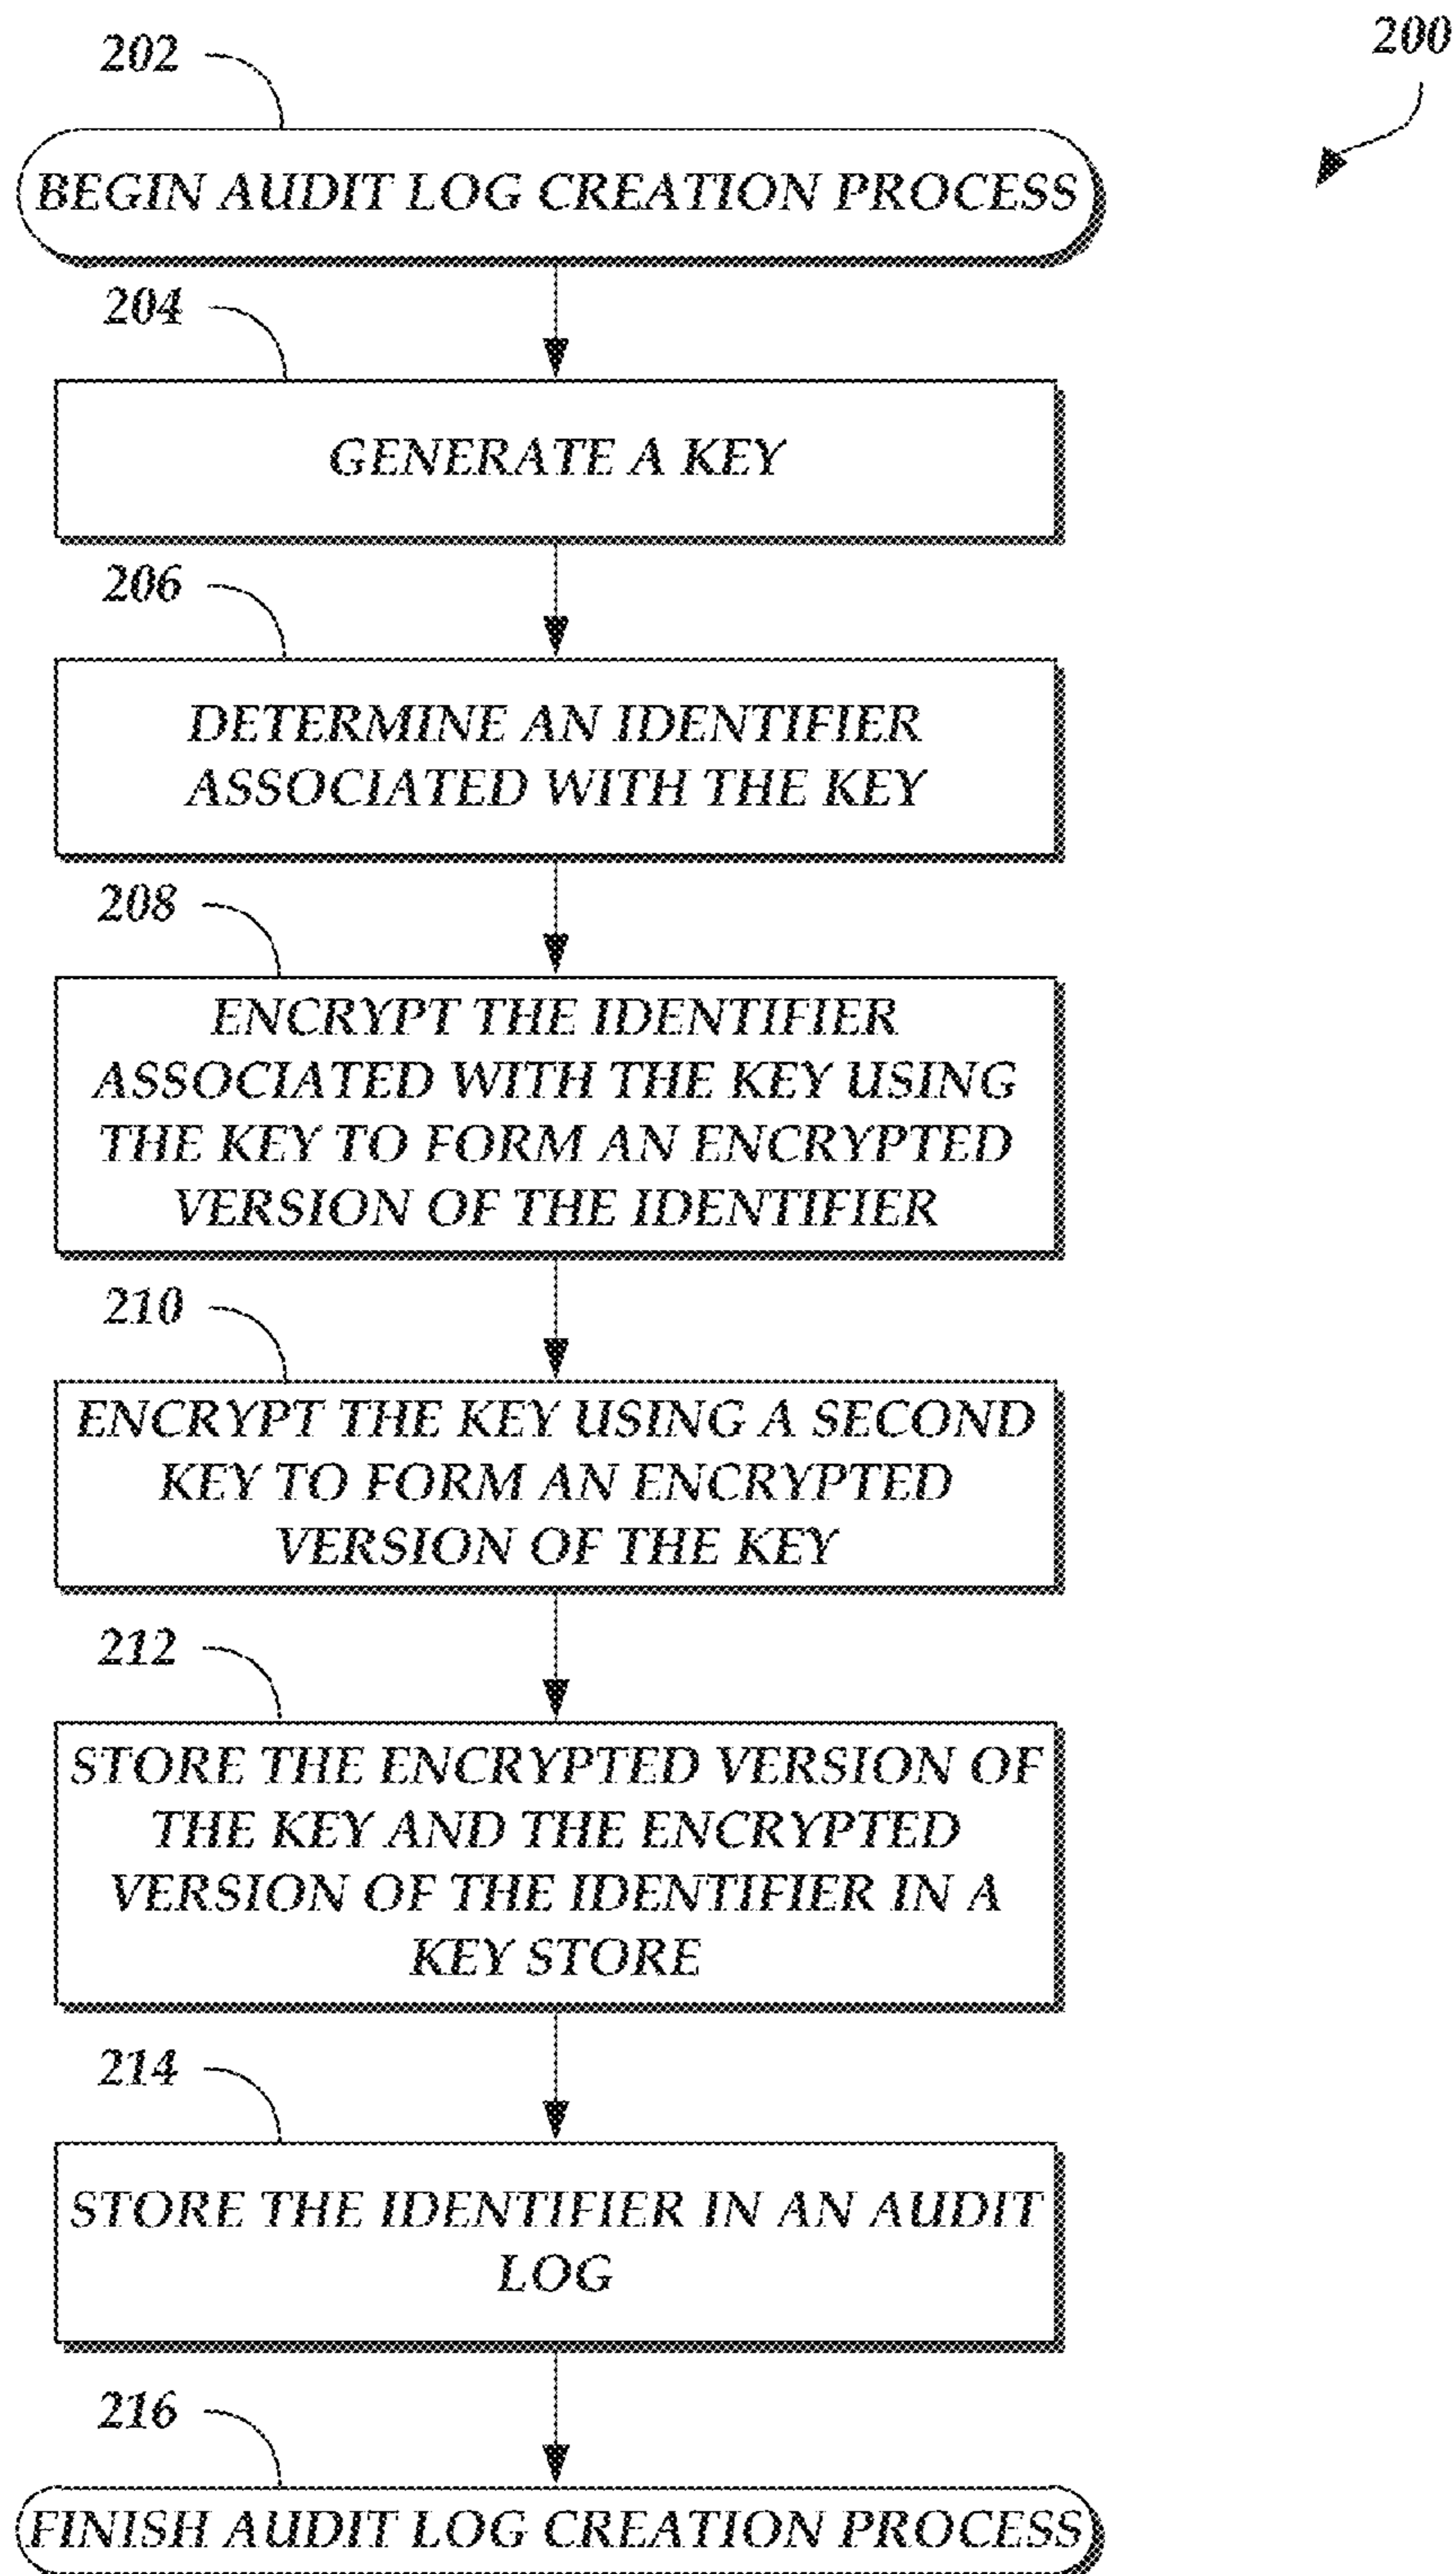 202
200
BEGIN AUDIT LOG CREATION PROCESS
204
GENERATE A KEY
206
DETERMINE AN IDENTIFIER
ASSOCIATED WITH THE KEY
208
ENCRYPT THE IDENTIFIER
ASSOCIATED WITH THE KEY USING
THE KEY TO FORM AN ENCRYPTED
VERSION OF THE IDENTIFIER
210
ENCRYPT THE KEY USING A SECOND
KEY TO FORM AN ENCRYPTED
VERSION OF THE KEY
212
STORE THE ENCRYPTED VERSION OF
THE KEY AND THE ENCRYPTED
VERSION OF THE IDENTIFIER IN A
KEY STORE
214
STORE THE IDENTIFIER IN AN AUDIT
LOG
216
FINISH AUDIT LOG CREATION PROCESS